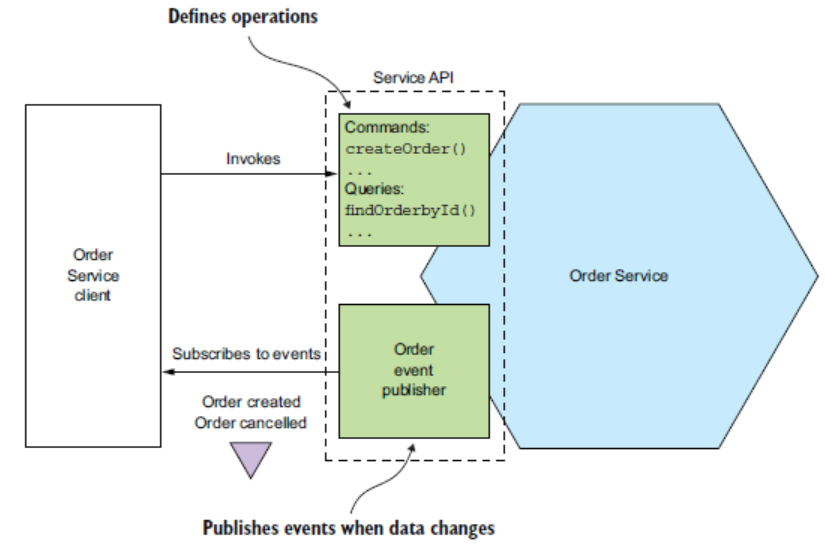 Defines operations
Service API
Commands:
createOrder()
...
Queries:
findOrderbyId()
...
Invokes
Order
Service
client
Order Service
Subscribes to events
Order
event
publisher
Order created
Order cancelled
Publishes events when data changes